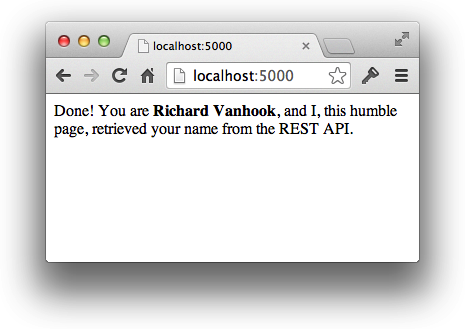 localhost:5000
localhost:5000
Done! You are Richard Vanhook, and I, this humble
page, retrieved your name from the REST API.